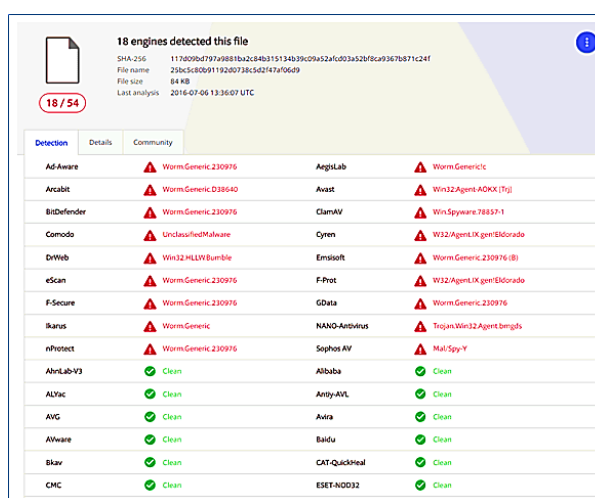 18 engines detected this file
SHA-256 117d09bd797a9881ba2c84b315134b39c09a52afcd03a52bf8ca9367b871c24f
File name 25bc5c80b91192d0738c5d2f47af06d9
File size 84 KB
Last analysis 2016-07-06 13:36:07 UTC
18 / 54
Detection Details Community
Ad-Aware Worm.Generic.230976 AegisLab Worm.Generic!c
Arcabit Worm.Generic.D38640 Avast Win32:Agent-AOKX [Trj]
BitDefender Worm.Generic.230976 ClamAV Win.Spyware.78857-1
Comodo UnclassifiedMalware Cyren W32/Agent.IX.gen!Eldorado
DrWeb Win32.HLLW.Bumble Emsisoft Worm.Generic.230976 (B)
eScan Worm.Generic.230976 F-Prot W32/Agent.IX.gen!Eldorado
F-Secure Worm.Generic.230976 GData Worm.Generic.230976
Ikarus Worm.Generic NANO-Antivirus Trojan.Win32.Agent.bmgds
nProtect Worm.Generic.230976 Sophos AV Mal/Spy-Y
AhnLab-V3 Clean Alibaba Clean
ALYac Clean Antiy-AVL Clean
AVG Clean Avira Clean
AVware Clean Baidu Clean
Bkav Clean CAT-QuickHeal Clean
CMC Clean ESET-NOD32 Clean